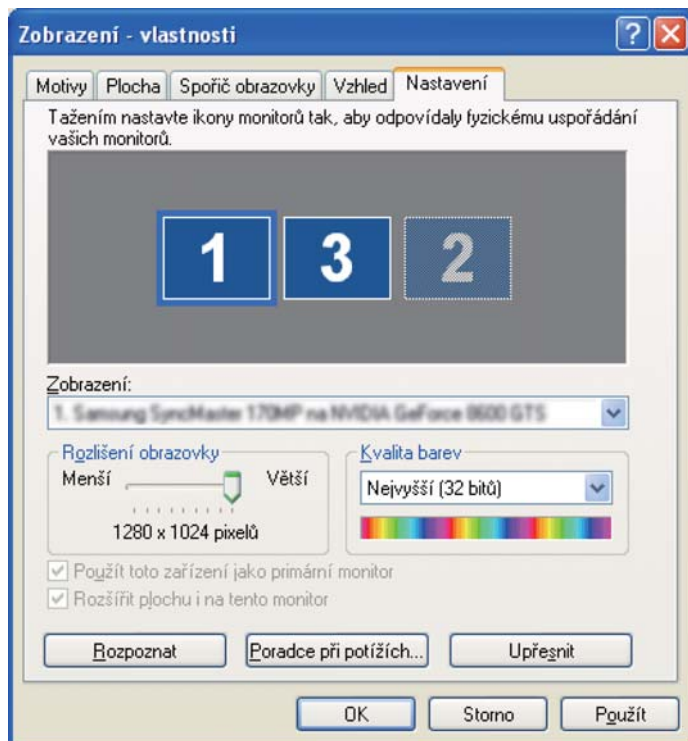 Zobrazení - vlastnosti
Motivy Plocha Spořič obrazovky Vzhled Nastavení
Tažením nastavte ikony monitorů tak, aby odpovídaly fyzickému uspořádání
vašich monitorů.
1 3 2
Zobrazení:
1. Samsung SyncMaster 170MP na NVIDIA GeForce 8600 GTS
Rozlišení obrazovky
Menší Větší
1280 x 1024 pixelů
Kvalita barev
Nejvyšší (32 bitů)
Použít toto zařízení jako primární monitor
Rozšířit plochu i na tento monitor
Rozpoznat Poradce při potížích... Upřesnit
OK Storno Použít